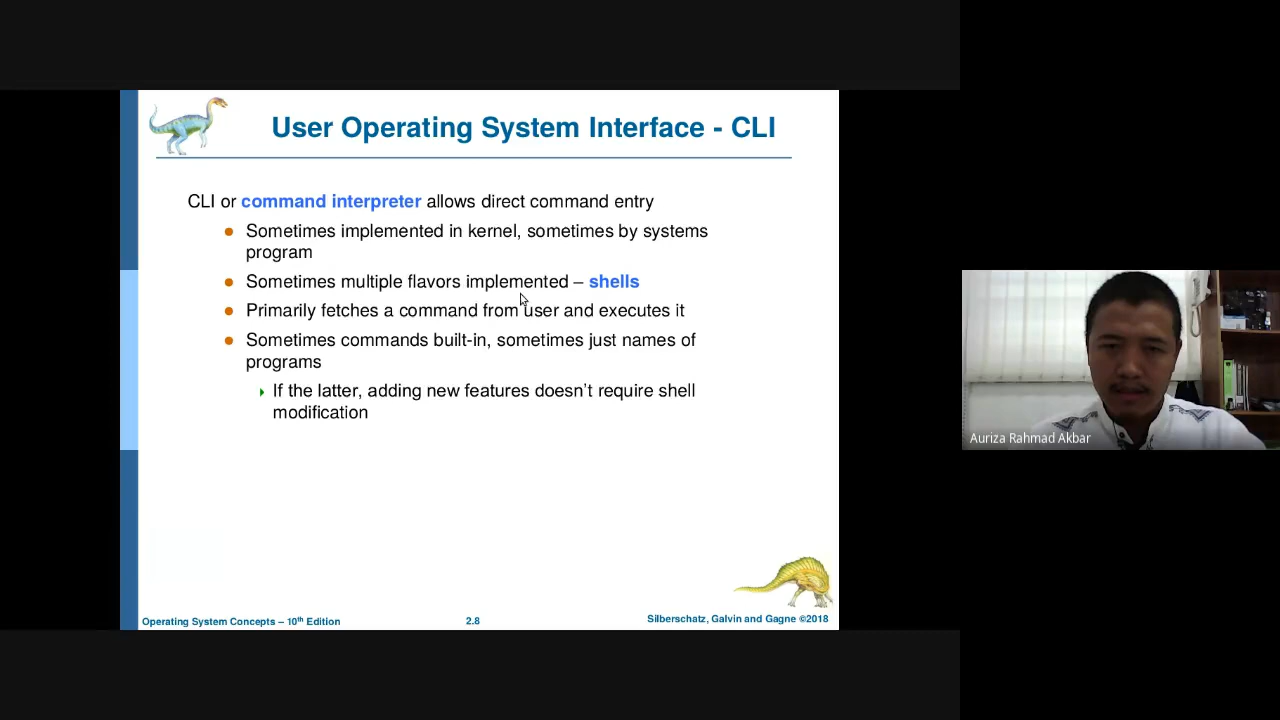 User Operating System Interface - CLI
CLI or command interpreter allows direct command entry
Sometimes implemented in kernel, sometimes by systems
program
Sometimes multiple flavors implemented – shells
Primarily fetches a command from user and executes it
Sometimes commands built-in, sometimes just names of
programs
If the latter, adding new features doesn’t require shell
modification
Operating System Concepts – 10th Edition
2.8
Silberschatz, Galvin and Gagne ©2018
Auriza Rahmad Akbar